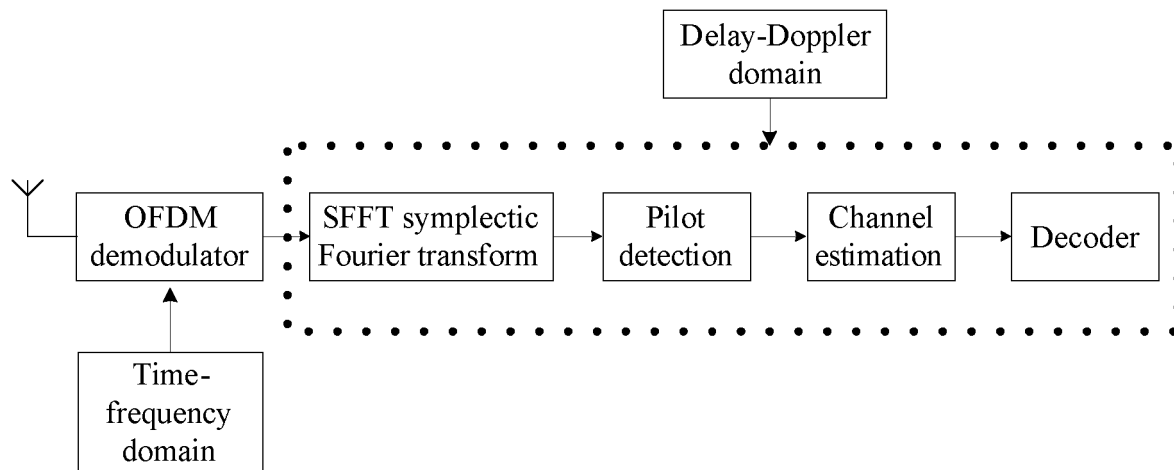 Delay-Doppler
domain
OFDM
demodulator
SFFT symplectic
Fourier transform
Pilot
detection
Channel
estimation
Decoder
Time-
frequency
domain